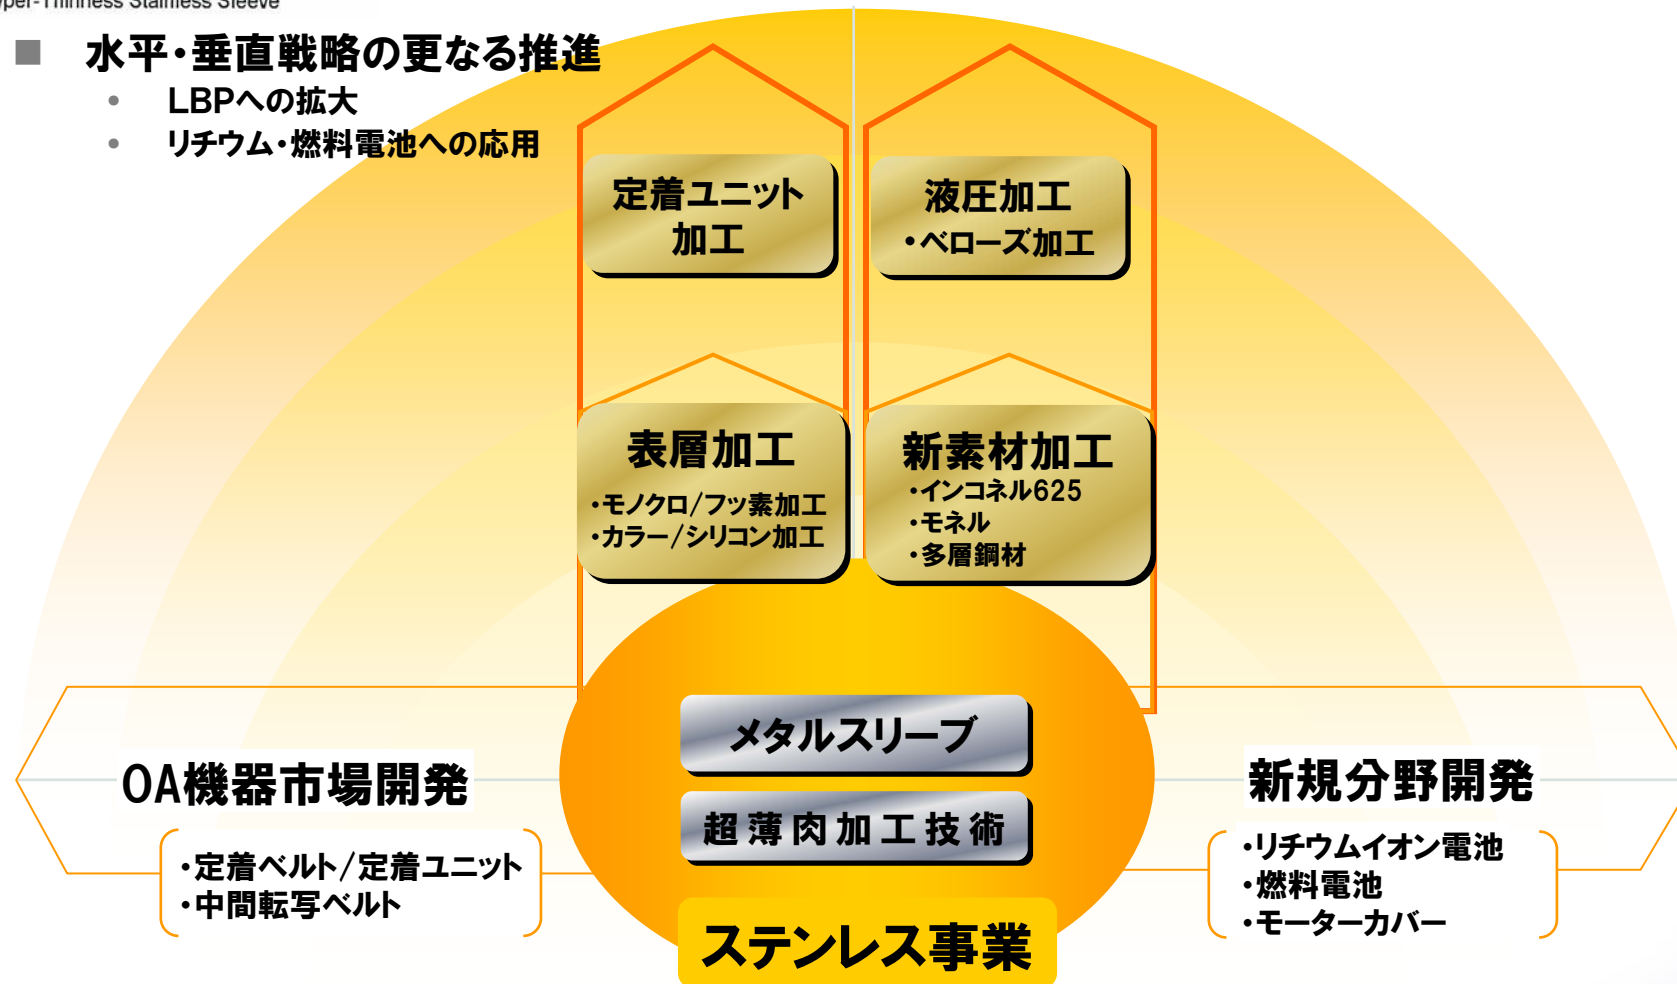 Stainless Sleeve
■ 水平・垂直戦略の更なる推進
• LBPへの拡大
• リチウム・燃料電池への応用
定着ユニット
加工
液圧加工
・ベローズ加工
表層加工
・モノクロ/フッ素加工
・カラー/シリコン加工
新素材加工
・インコネル625
・モネル
・多層鋼材
メタルスリーブ
超薄肉加工技術
ステンレス事業
OA機器市場開発
・定着ベルト/定着ユニット
・中間転写ベルト
新規分野開発
・リチウムイオン電池
・燃料電池
・モーターカバー